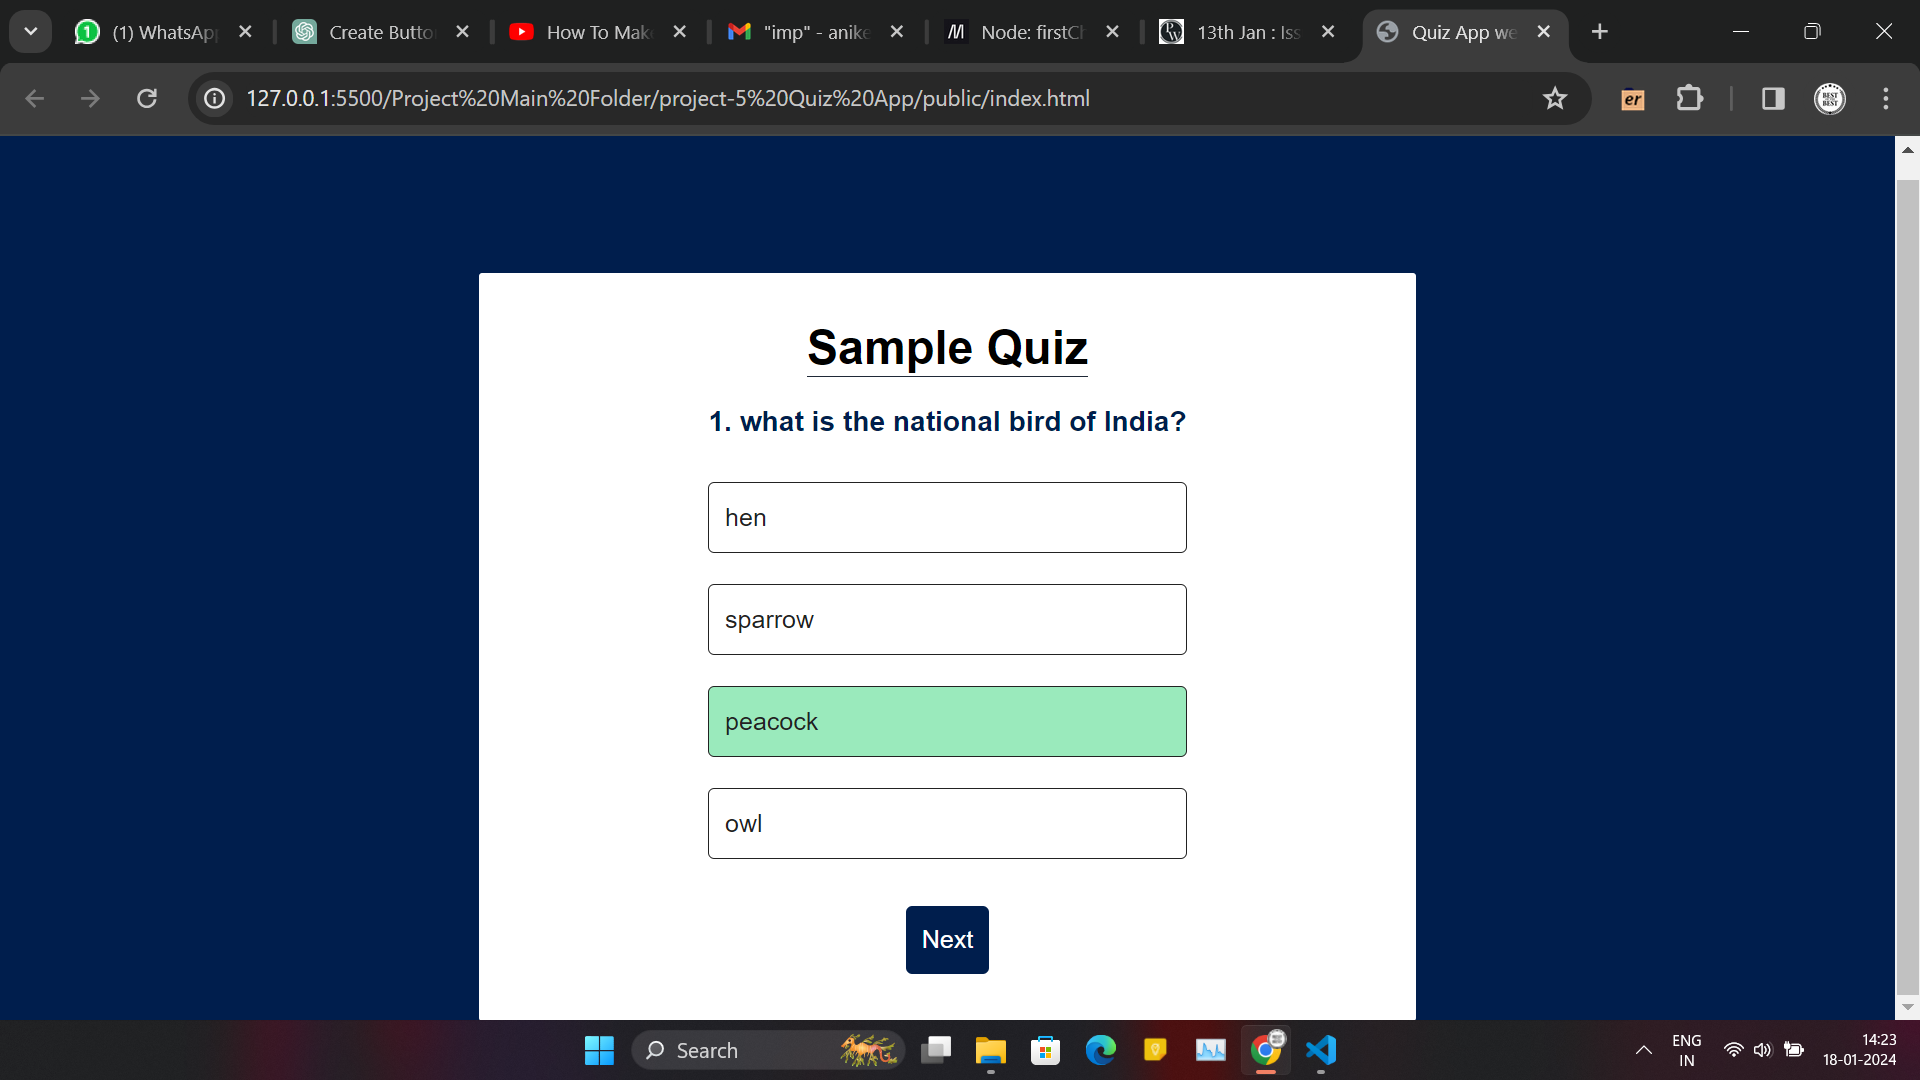 (1) WhatsAp
Create Butto
How To Mak
"imp" - anike
Node: firstCh
13th Jan : Iss
Quiz App we
127.0.0.1:5500/Project%20Main%20Folder/project-5%20Quiz%20App/public/index.html
er
Sample Quiz
1. what is the national bird of India?
hen
sparrow
peacock
owl
Next
Search
ENG
IN
14:23
18-01-2024